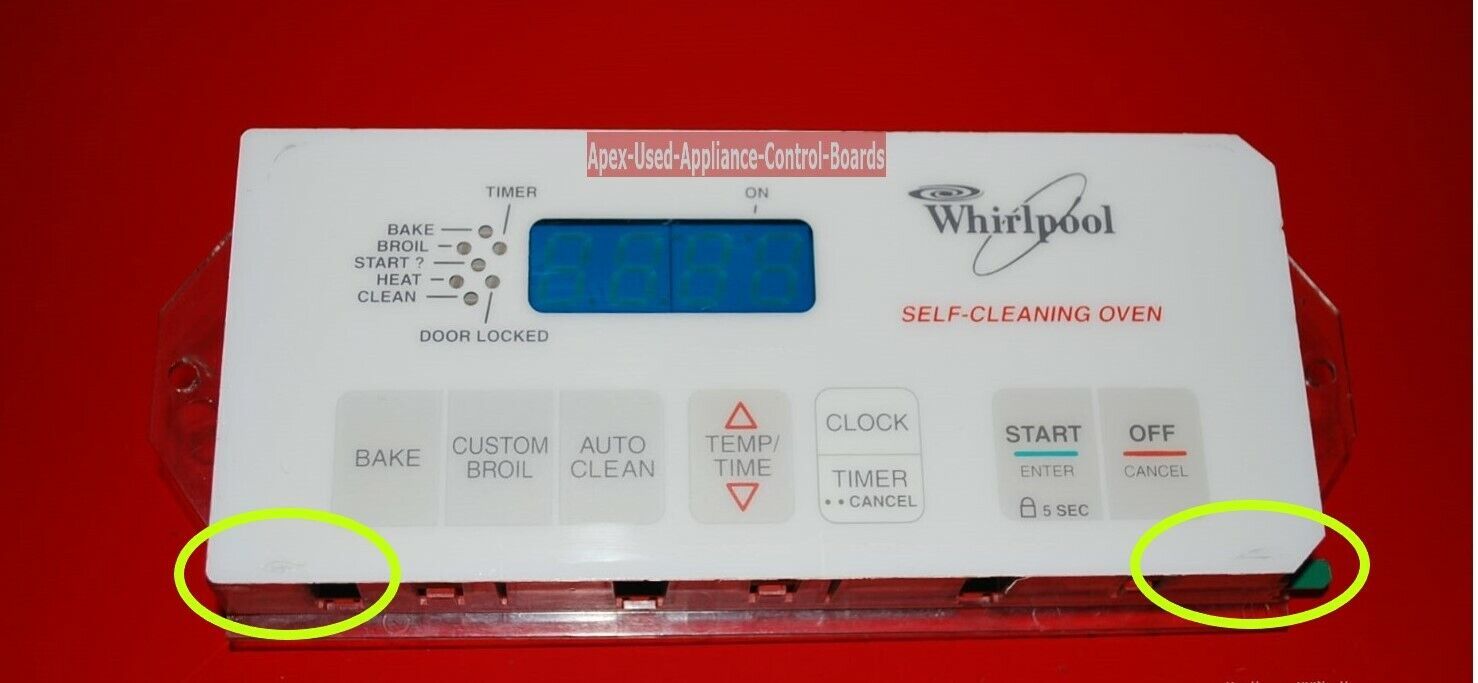 Apex-Used-Appliance-Control-Boards
TIMER
ON
BAKE
BROIL
START ?
HEAT
CLEAN
DOOR LOCKED
Whirlpool
SELF-CLEANING OVEN
BAKE
CUSTOM
BROIL
AUTO
CLEAN
TEMP/
TIME
CLOCK
TIMER
•• CANCEL
START
ENTER
5 SEC
OFF
CANCEL